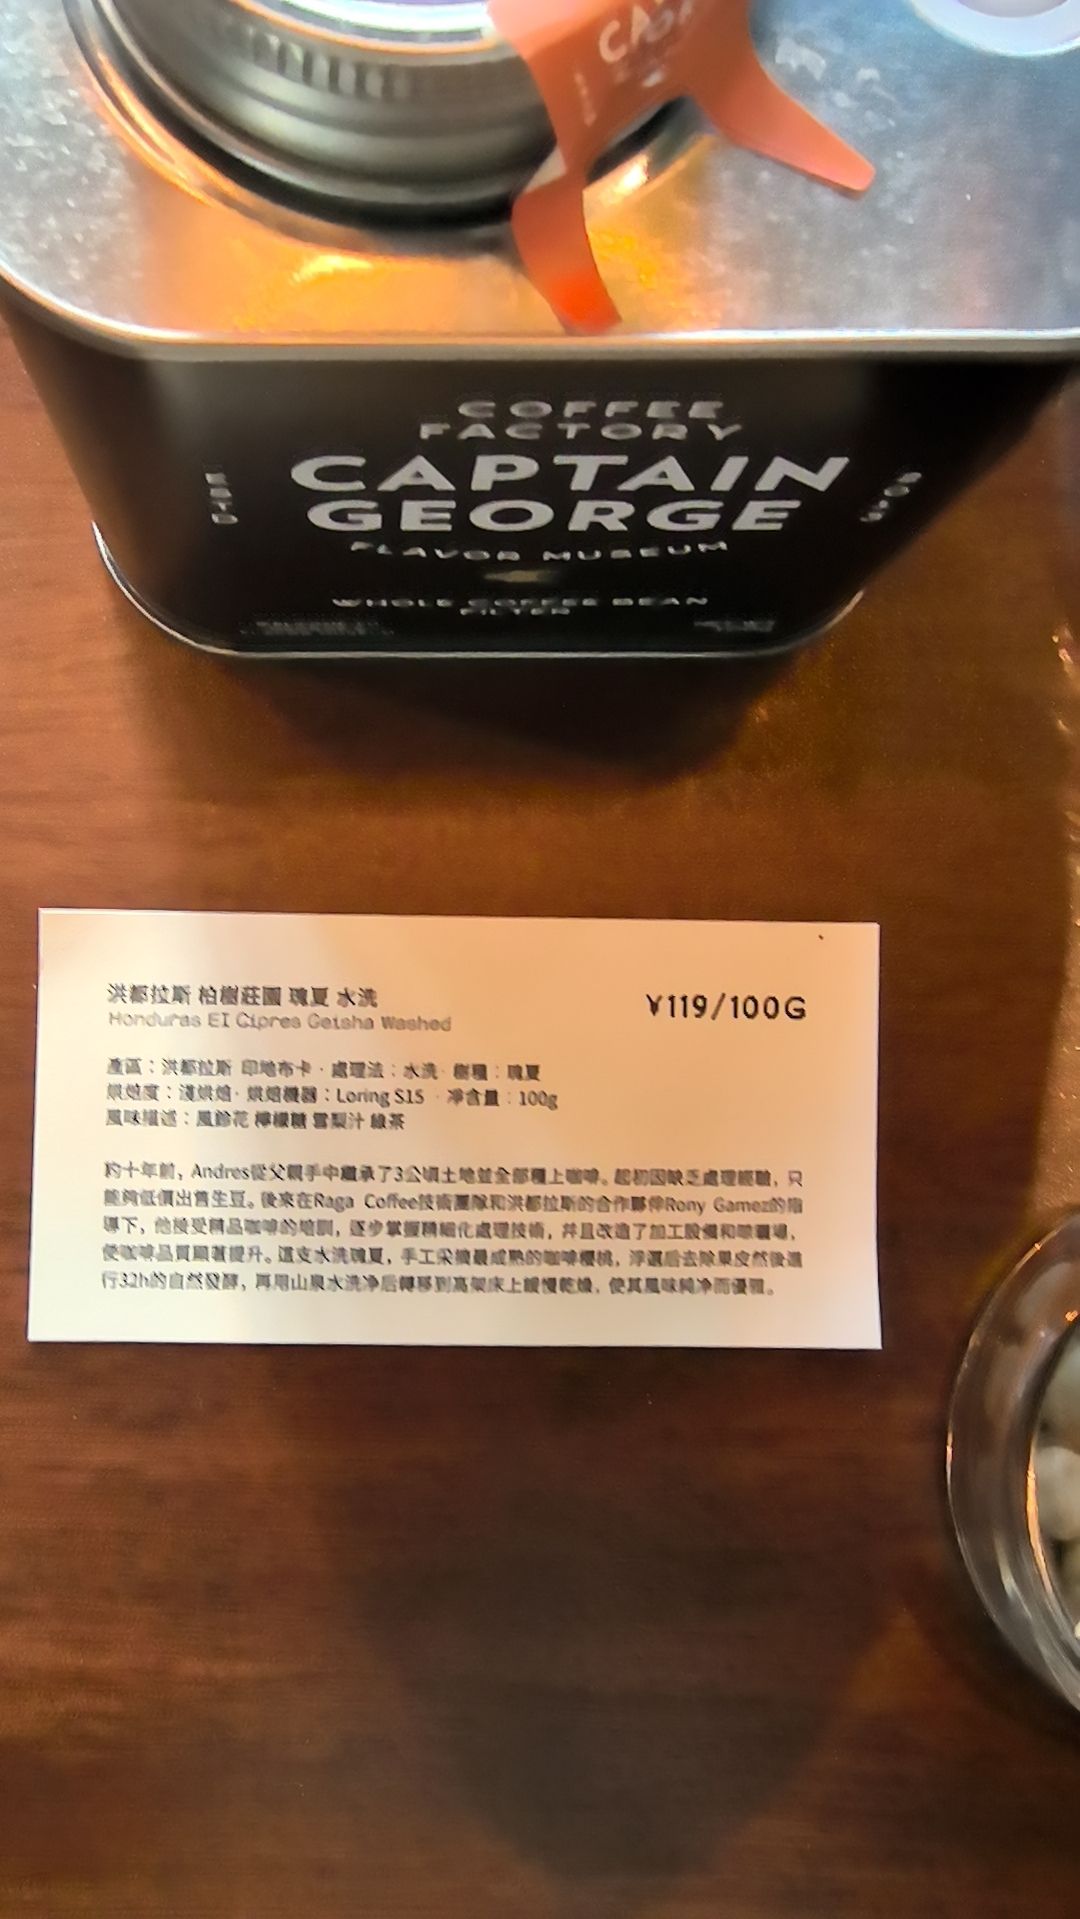 COFFEE
FACTORY
CAPTAIN
GEORGE
ESTD
FLAVOR MUSEUM
WHOLE COFFEE BEAN
FILTER
洪都拉斯 柏樹莊園 瑰夏 水洗
Honduras El Cipres Geisha Washed
¥119/100G
產區：洪都拉斯 印地布卡 · 處理法：水洗 · 樹種：瑰夏
烘焙度：淺烘焙 · 烘焙機器：Loring S15 · 淨含量：100g
風味描述：風鈴花 檸檬糖 雪梨汁 綠茶
約十年前，Andres從父親手中繼承了3公頃土地並全部種上咖啡。起初因缺乏處理經驗，只
能夠低價出售生豆。後來在Raga Coffee技術團隊和洪都拉斯的合作夥伴Rony Gamez的指
導下，他接受精品咖啡的培訓，逐步掌握精細化處理技術，并且改造了加工設備和晾曬場，
使咖啡品質顯著提升。這支水洗瑰夏，手工采摘最成熟的咖啡櫻桃，浮選后去除果皮然後進
行32h的自然發酵，再用山泉水洗净后轉移到高架床上緩慢乾燥，使其風味純净而優雅。